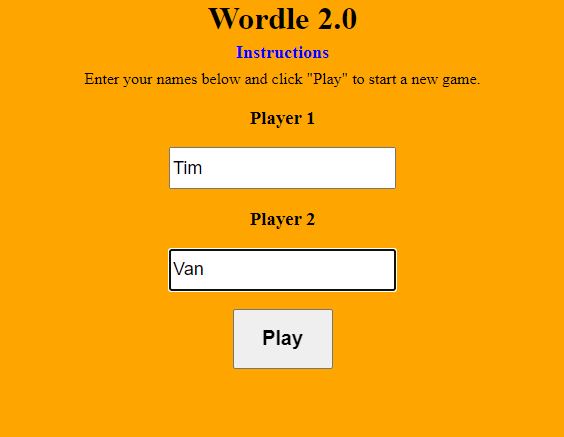 Wordle 2.0
Instructions
Enter your names below and click "Play" to start a new game.
Player 1
Tim
Player 2
Van
Play